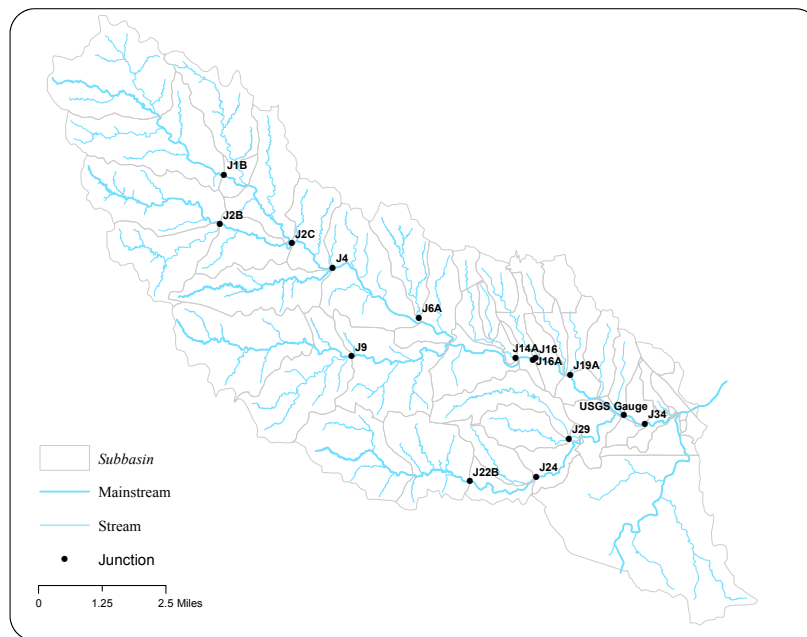 J1B
J2B
J2C
J4
J6A
J9
J14A
J16
J16A
J19A
USGS Gauge
J34
J29
J24
J22B
Subbasin
Mainstream
Stream
Junction
0 1.25 2.5 Miles